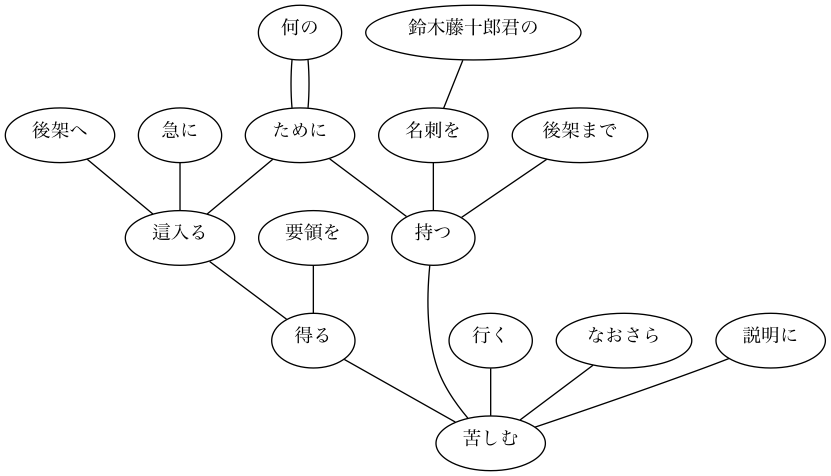 何の
鈴木藤十郎君の
後架へ
急に
ために
名刺を
後架まで
這入る
要領を
持つ
得る
行く
なおさら
説明に
苦しむ